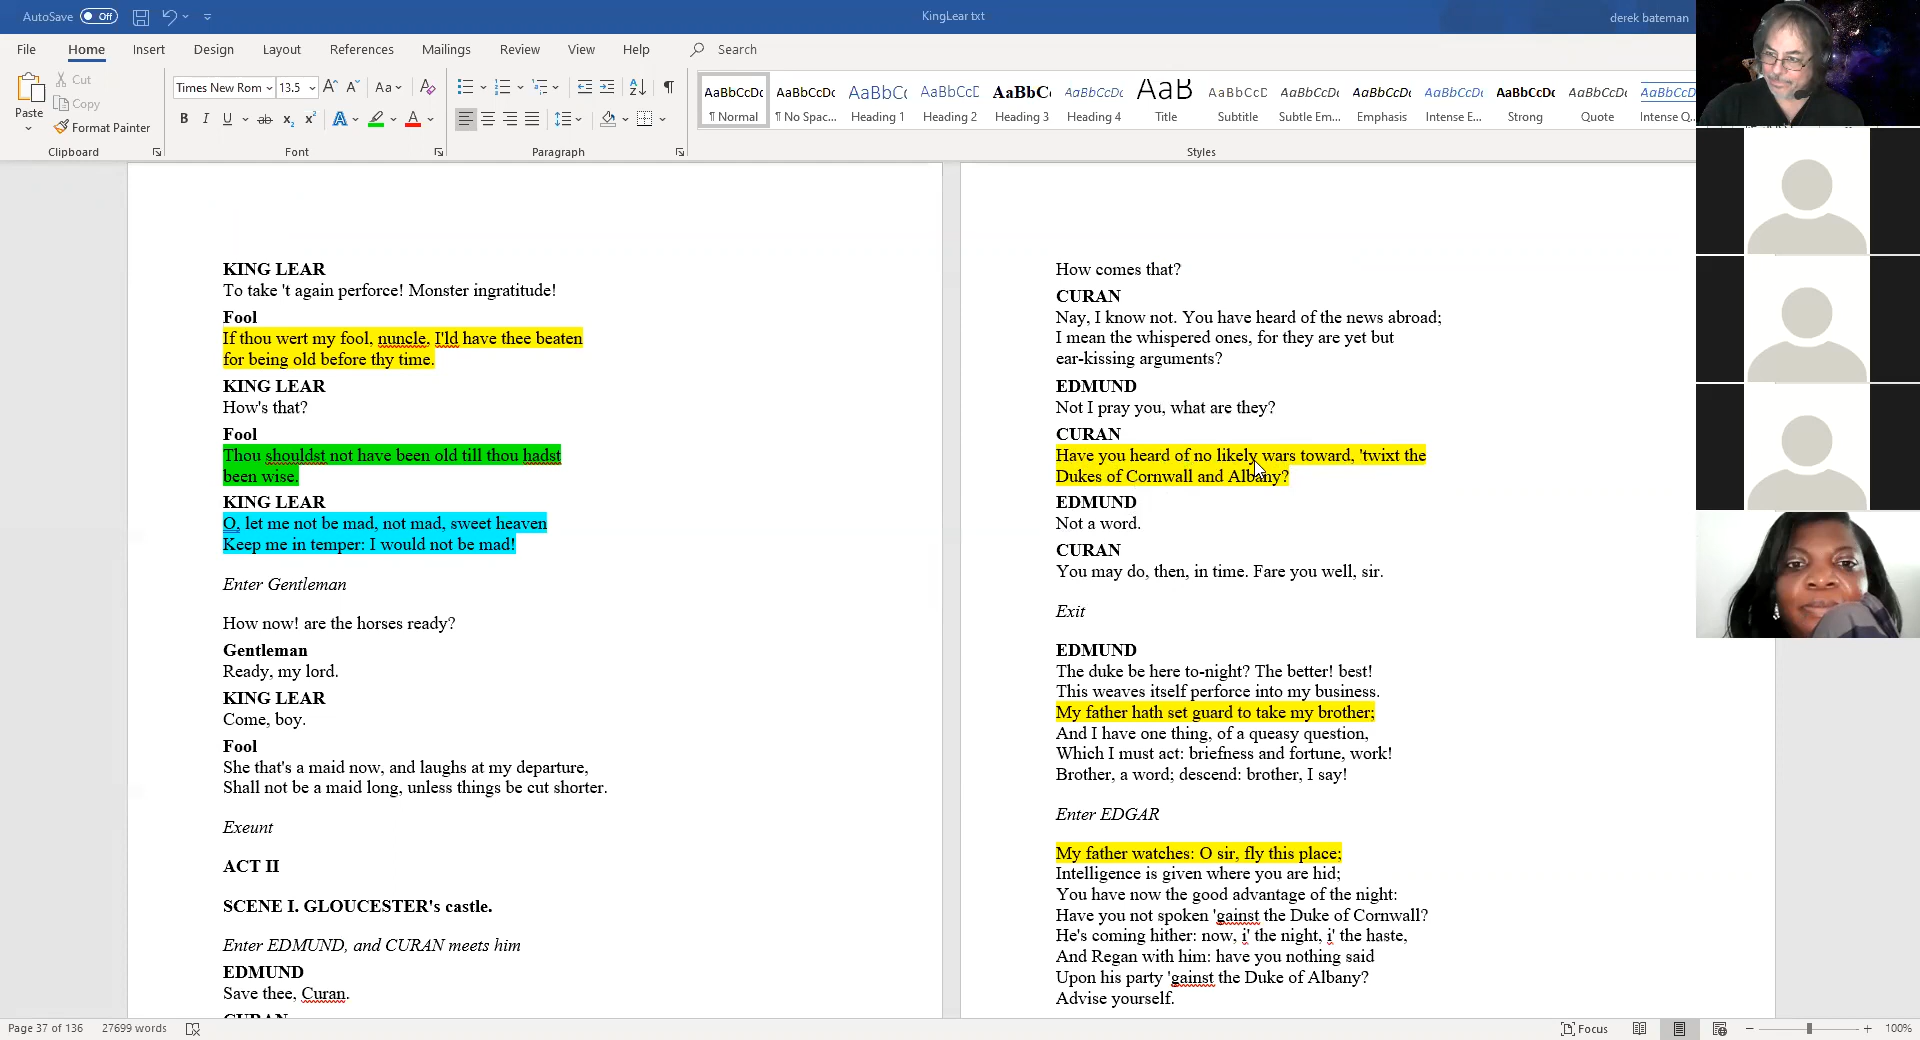 AutoSave Off
KingLear txt
derek bateman
File Home Insert Design Layout References Mailings Review View Help Search
Paste
Cut
Copy
Format Painter
Clipboard
Times New Rom 13.5
Font
Paragraph
AaBbCcDc ¶ Normal
AaBbCcDc ¶ No Spac...
AaBbCc Heading 1
AaBbCcD Heading 2
AaBbC Heading 3
AaBbCcDc Heading 4
AaB Title
AaBbCcD Subtitle
AaBbCcDc Subtle Em...
AaBbCcDc Emphasis
AaBbCcDc Intense E...
AaBbCcDc Strong
AaBbCcDc Quote
AaBbCcDc Intense Q...
Styles
KING LEAR
To take 't again perforce! Monster ingratitude!
Fool
If thou wert my fool, nuncle, I'ld have thee beaten
for being old before thy time.
KING LEAR
How's that?
Fool
Thou shouldst not have been old till thou hadst
been wise.
KING LEAR
O, let me not be mad, not mad, sweet heaven
Keep me in temper: I would not be mad!
Enter Gentleman
How now! are the horses ready?
Gentleman
Ready, my lord.
KING LEAR
Come, boy.
Fool
She that's a maid now, and laughs at my departure,
Shall not be a maid long, unless things be cut shorter.
Exeunt
ACT II
SCENE I. GLOUCESTER's castle.
Enter EDMUND, and CURAN meets him
EDMUND
Save thee, Curan.
CURAN
How comes that?
CURAN
Nay, I know not. You have heard of the news abroad;
I mean the whispered ones, for they are yet but
ear-kissing arguments?
EDMUND
Not I pray you, what are they?
CURAN
Have you heard of no likely wars toward, 'twixt the
Dukes of Cornwall and Albany?
EDMUND
Not a word.
CURAN
You may do, then, in time. Fare you well, sir.
Exit
EDMUND
The duke be here to-night? The better! best!
This weaves itself perforce into my business.
My father hath set guard to take my brother;
And I have one thing, of a queasy question,
Which I must act: briefness and fortune, work!
Brother, a word; descend: brother, I say!
Enter EDGAR
My father watches: O sir, fly this place;
Intelligence is given where you are hid;
You have now the good advantage of the night:
Have you not spoken 'gainst the Duke of Cornwall?
He's coming hither: now, i' the night, i' the haste,
And Regan with him: have you nothing said
Upon his party 'gainst the Duke of Albany?
Advise yourself.
Page 37 of 136 27699 words
Focus
100%